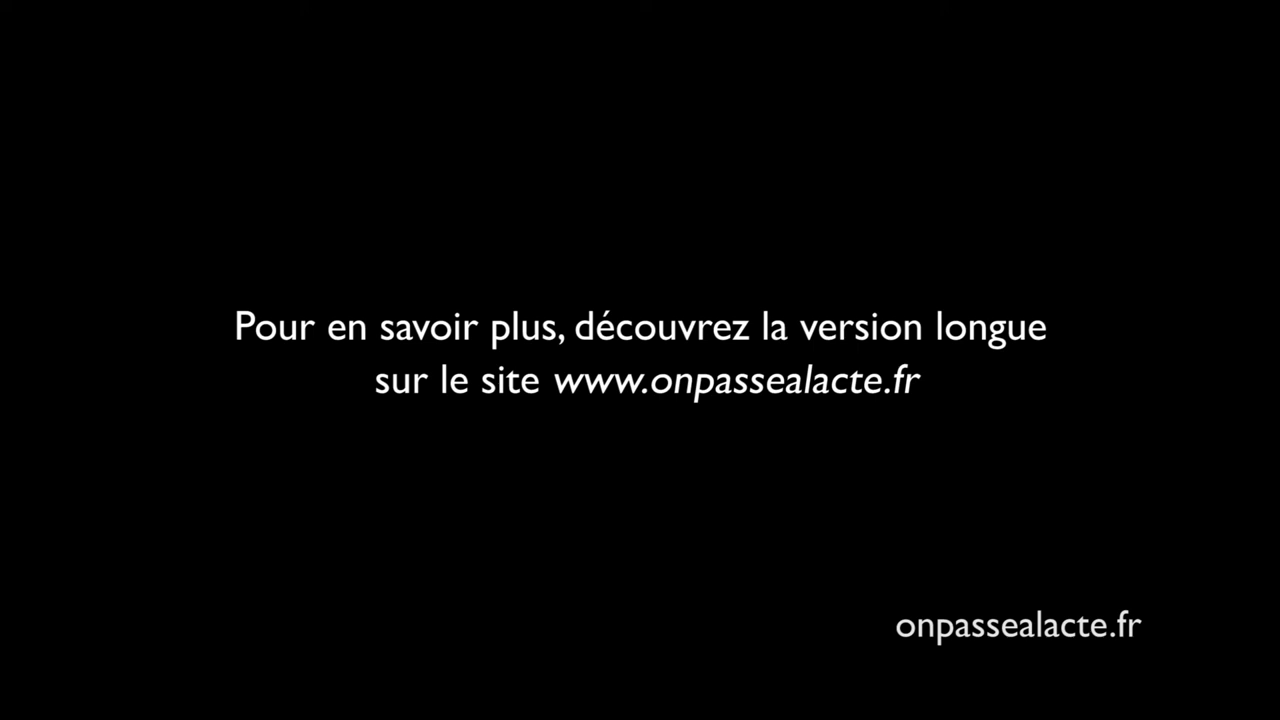 Pour en savoir plus, découvrez la version longue
sur le site www.onpassealacte.fr
onpassealacte.fr